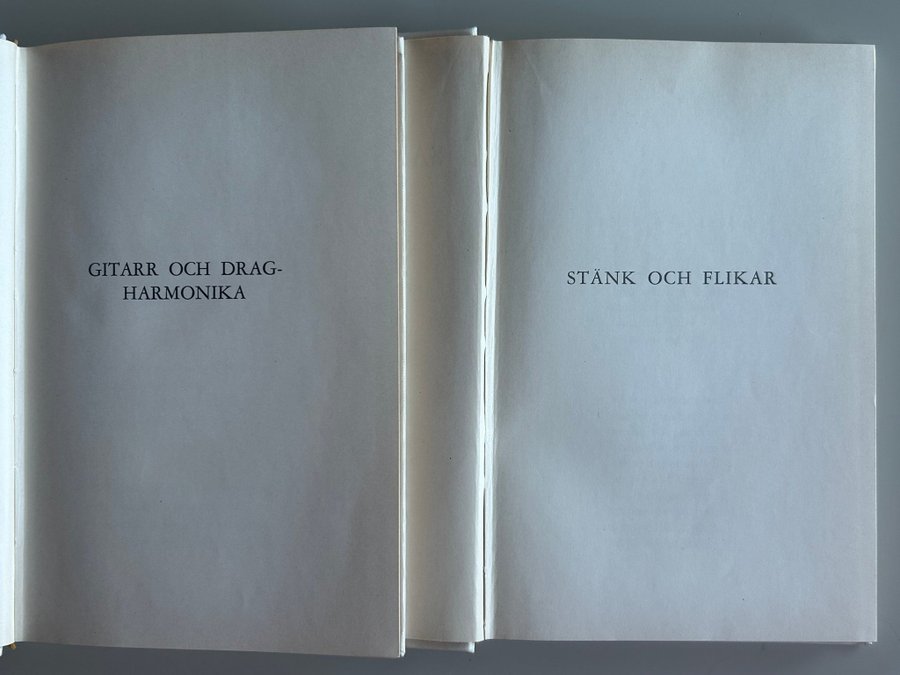 GITARR OCH DRAG-
HARMONIKA
STÄNK OCH FLIKAR